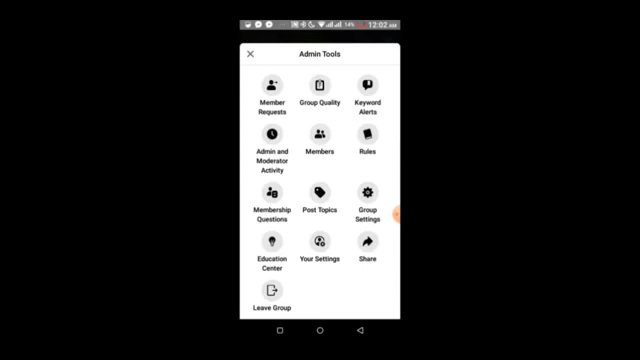 14% 12:02 AM
Admin Tools
Member Requests
Group Quality
Keyword Alerts
Admin and Moderator Activity
Members
Rules
Membership Questions
Post Topics
Group Settings
Education Center
Your Settings
Share
Leave Group